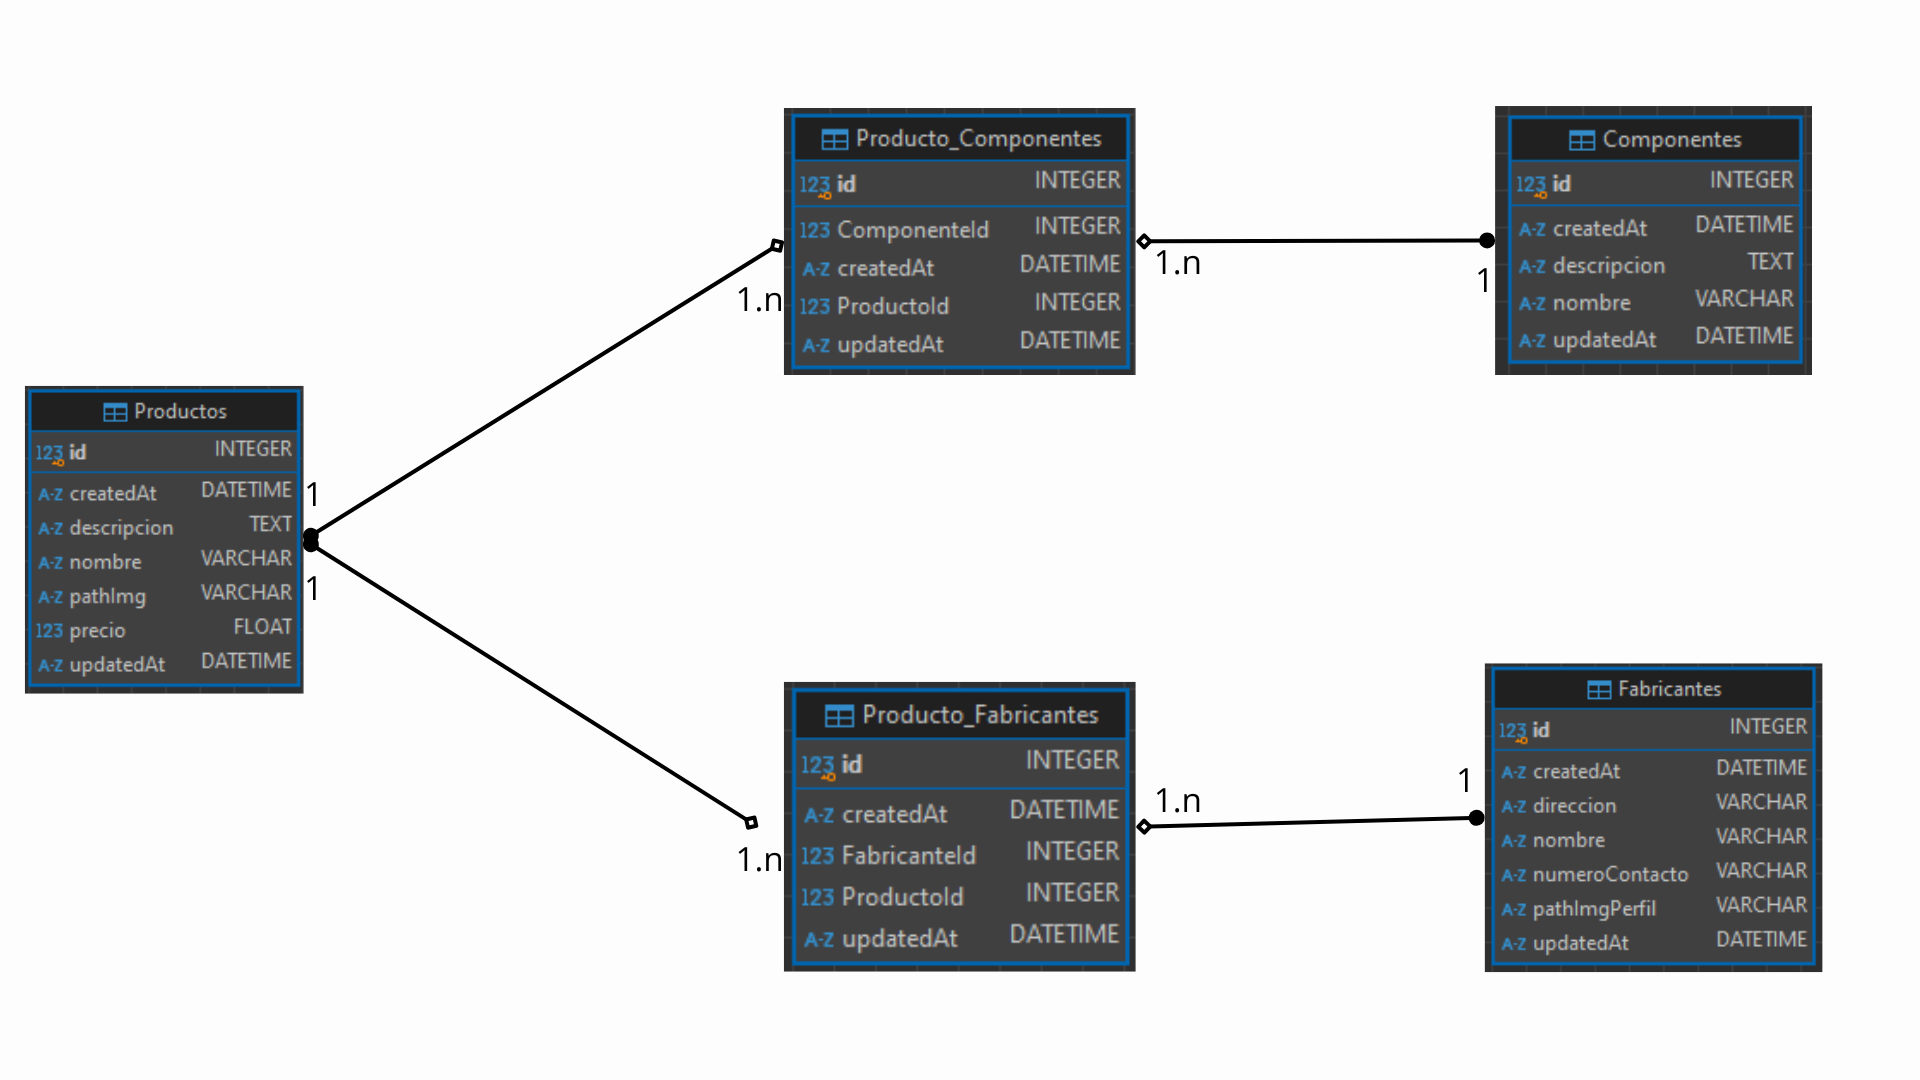 Producto_Componentes
123 id INTEGER
123 ComponenteId INTEGER
A-Z createdAt DATETIME
123 ProductoId INTEGER
A-Z updatedAt DATETIME
1.n
1.n
Componentes
123 id INTEGER
A-Z createdAt DATETIME
A-Z descripcion TEXT
A-Z nombre VARCHAR
A-Z updatedAt DATETIME
1
Productos
123 id INTEGER
A-Z createdAt DATETIME
A-Z descripcion TEXT
A-Z nombre VARCHAR
A-Z pathImg VARCHAR
123 precio FLOAT
A-Z updatedAt DATETIME
1
1
Producto_Fabricantes
123 id INTEGER
A-Z createdAt DATETIME
123 FabricanteId INTEGER
123 ProductoId INTEGER
A-Z updatedAt DATETIME
1.n
1.n
1
Fabricantes
123 id INTEGER
A-Z createdAt DATETIME
A-Z direccion VARCHAR
A-Z nombre VARCHAR
A-Z numeroContacto VARCHAR
A-Z pathImgPerfil VARCHAR
A-Z updatedAt DATETIME